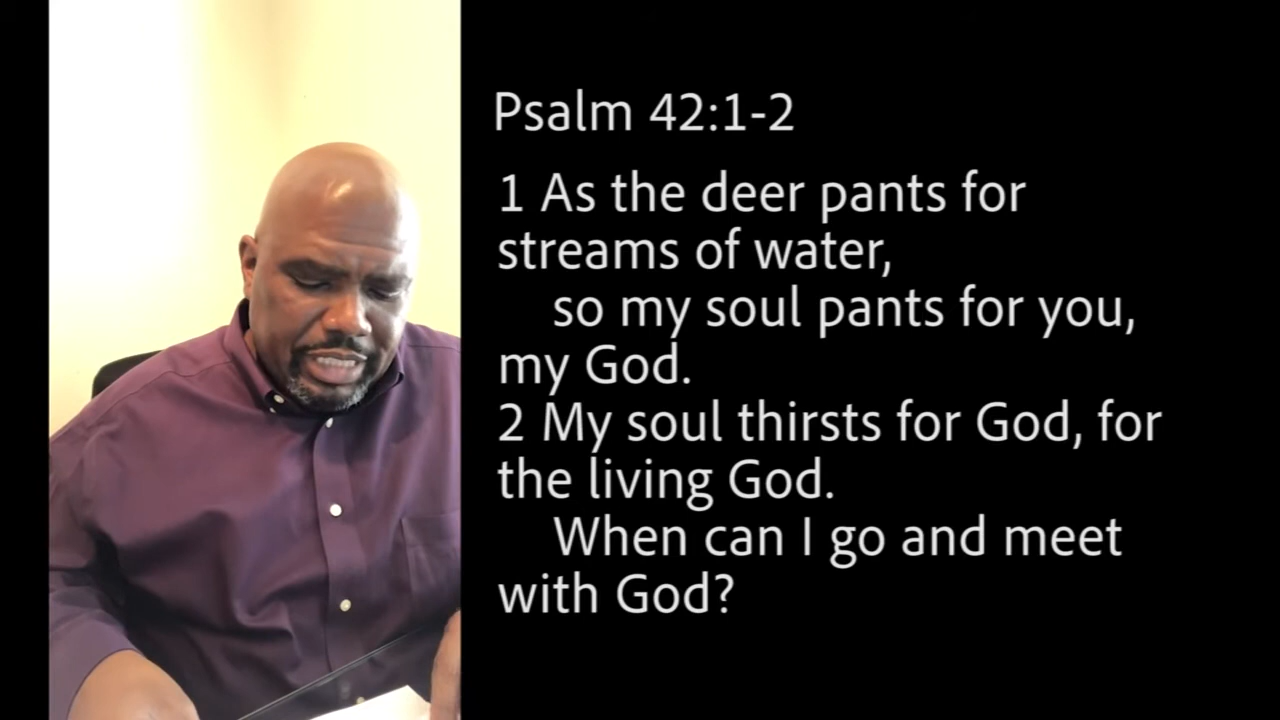 Psalm 42:1-2
1 As the deer pants for
streams of water,
so my soul pants for you,
my God.
2 My soul thirsts for God, for
the living God.
When can I go and meet
with God?